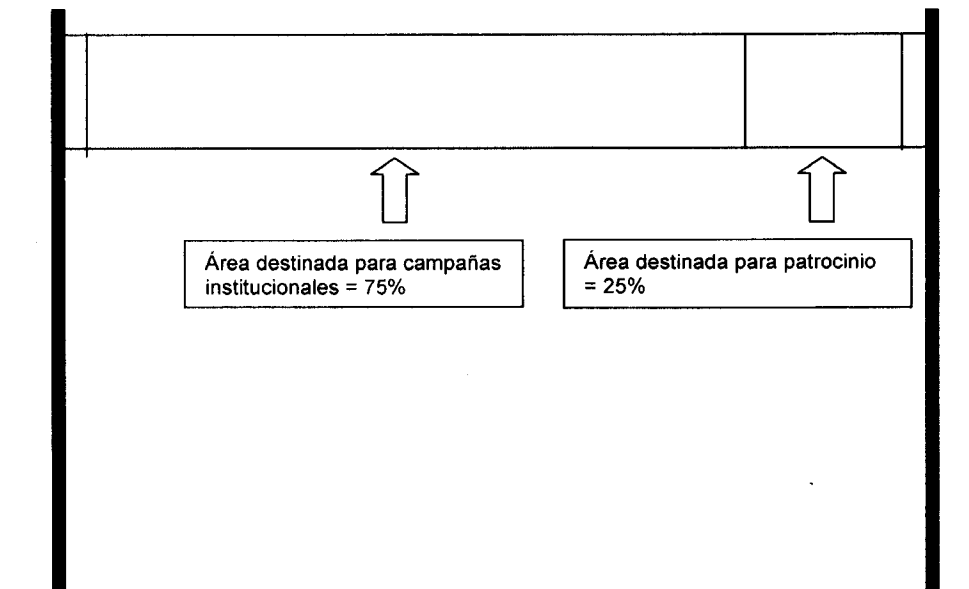 Área destinada para campañas
institucionales = 75%
Área destinada para patrocinio
= 25%